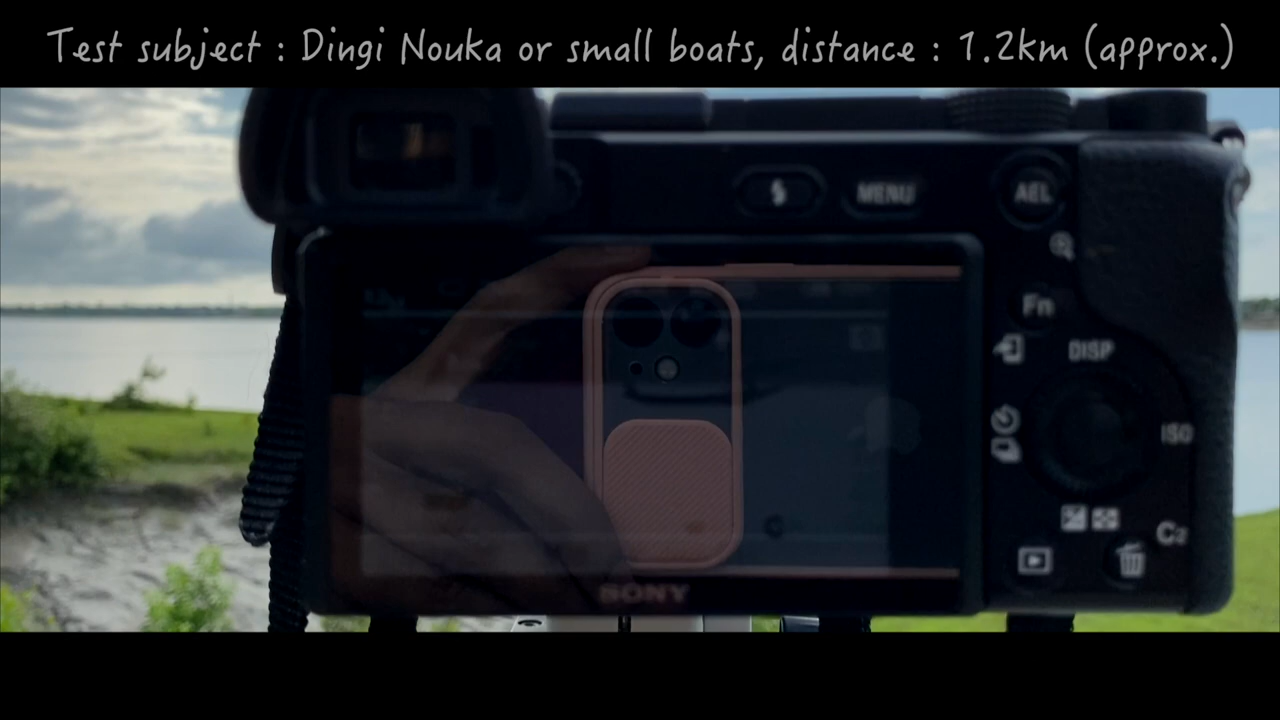 Test subject : Dingi Nouka or small boats, distance : 1.2km (approx.)
MENU
AEL
Fn
DISP
ISO
C2
SONY